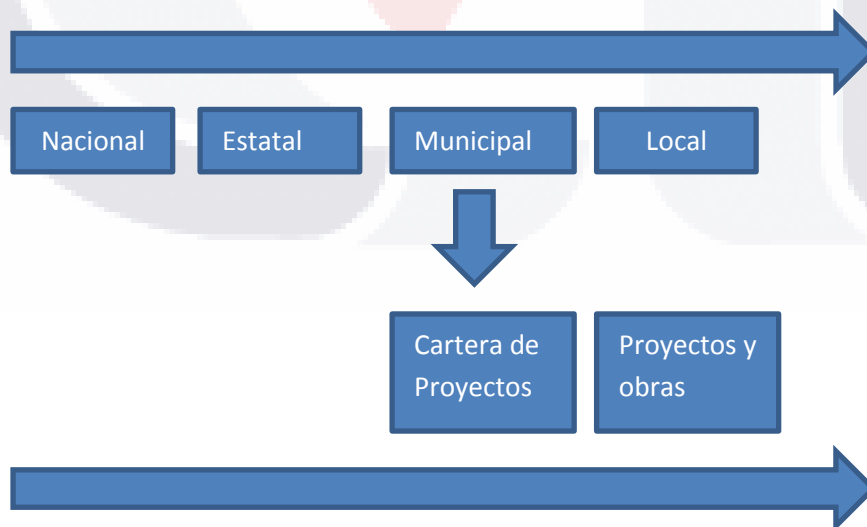 Nacional Estatal Municipal Local
Cartera de
Proyectos
Proyectos y
obras